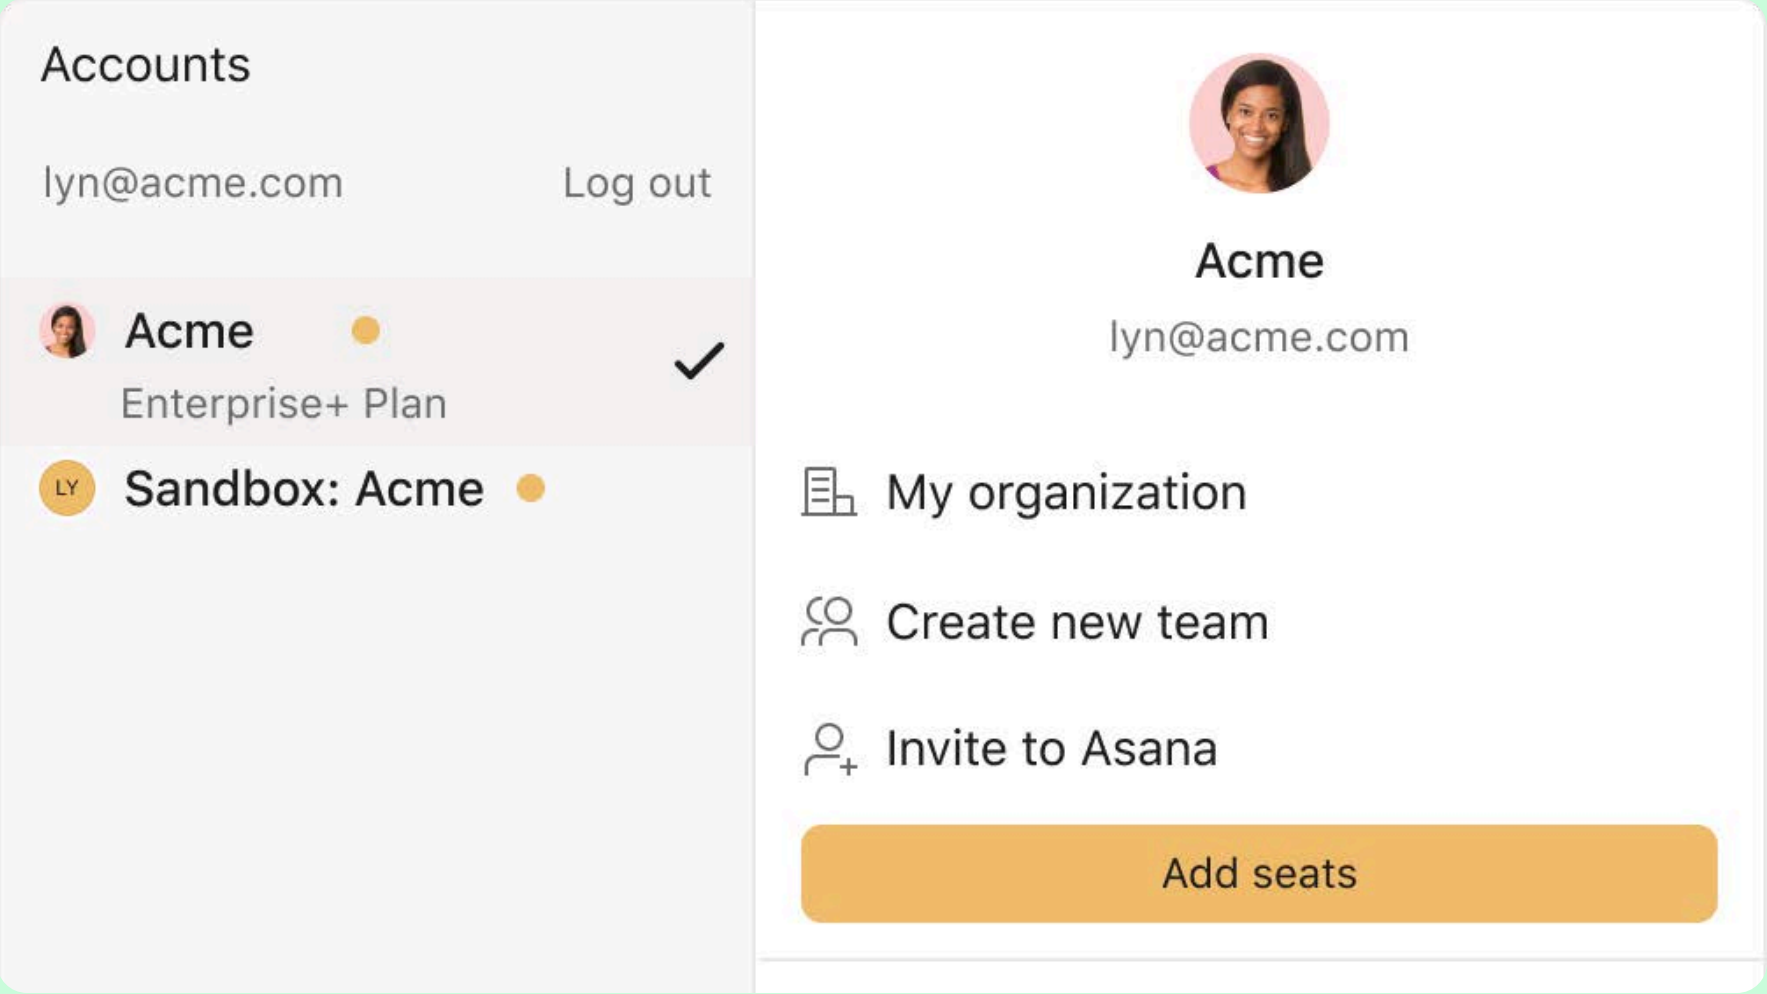 Accounts
lyn@acme.com Log out
Acme
Enterprise+ Plan
LY Sandbox: Acme
Acme
lyn@acme.com
My organization
Create new team
Invite to Asana
Add seats